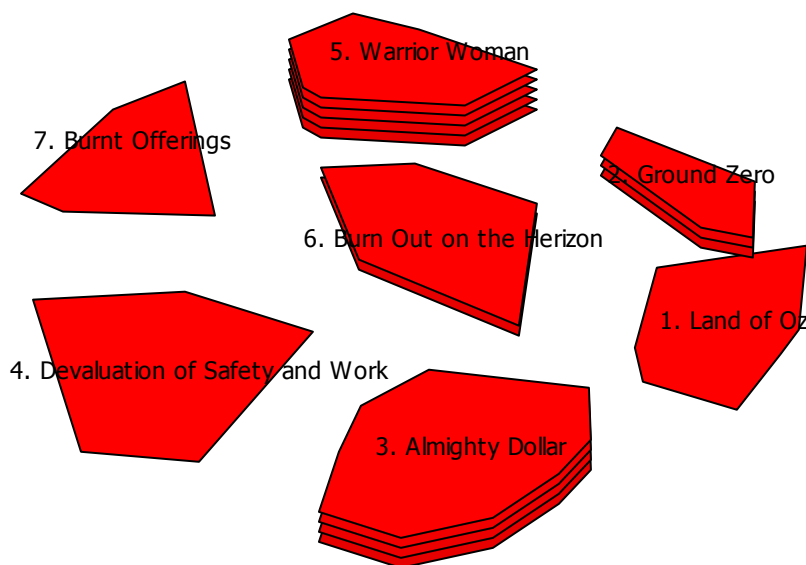 5. Warrior Woman
7. Burnt Offerings
2. Ground Zero
6. Burn Out on the Herizon
1. Land of Oz
4. Devaluation of Safety and Work
3. Almighty Dollar